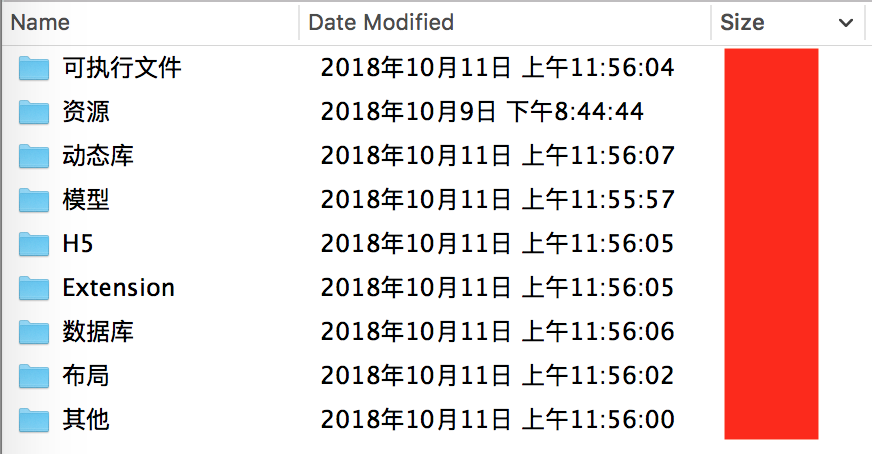 Name Date Modified Size
可执行文件 2018年10月11日 上午11:56:04
资源 2018年10月9日 下午8:44:44
动态库 2018年10月11日 上午11:56:07
模型 2018年10月11日 上午11:55:57
H5 2018年10月11日 上午11:56:05
Extension 2018年10月11日 上午11:56:05
数据库 2018年10月11日 上午11:56:06
布局 2018年10月11日 上午11:56:02
其他 2018年10月11日 上午11:56:00